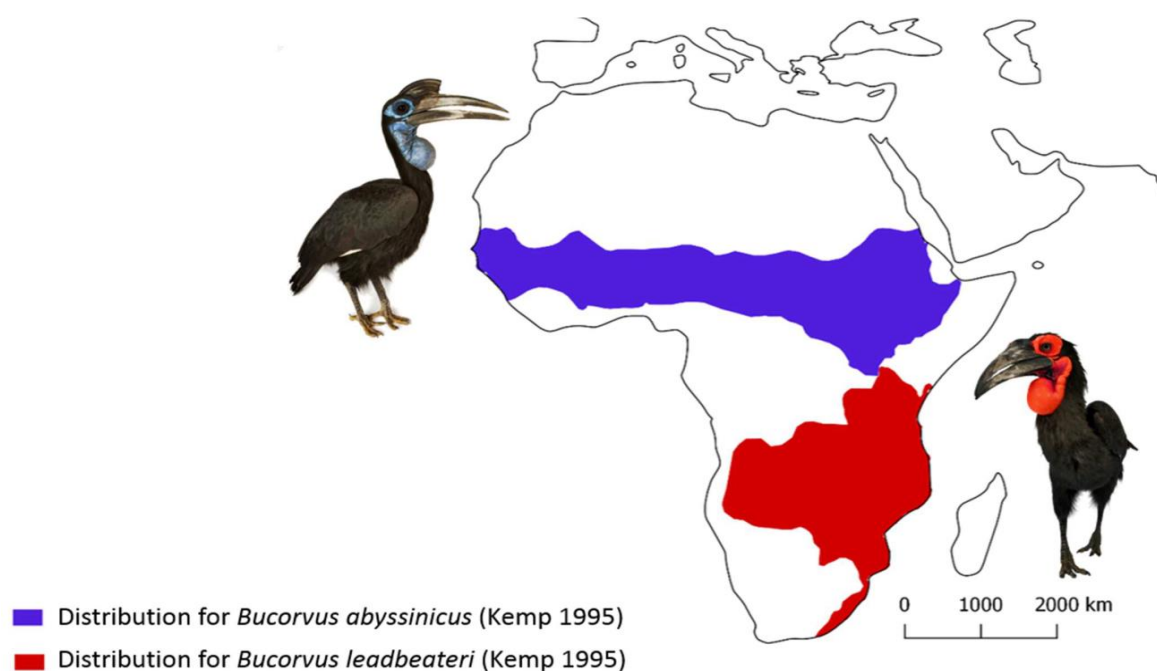 0 1000 2000 km
Distribution for Bucorvus abyssinicus (Kemp 1995)
Distribution for Bucorvus leadbeateri (Kemp 1995)